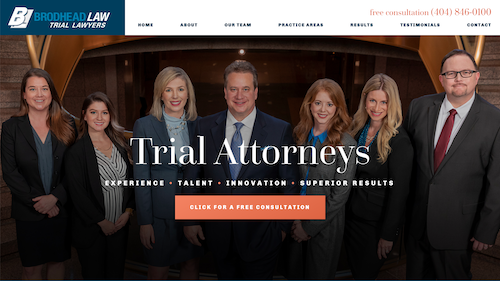 BRODHEAD LAW
TRIAL LAWYERS
free consultation (404) 846-0100
HOME ABOUT OUR TEAM PRACTICE AREAS RESULTS TESTIMONIALS CONTACT
Trial Attorneys
EXPERIENCE • TALENT • INNOVATION • SUPERIOR RESULTS
CLICK FOR A FREE CONSULTATION